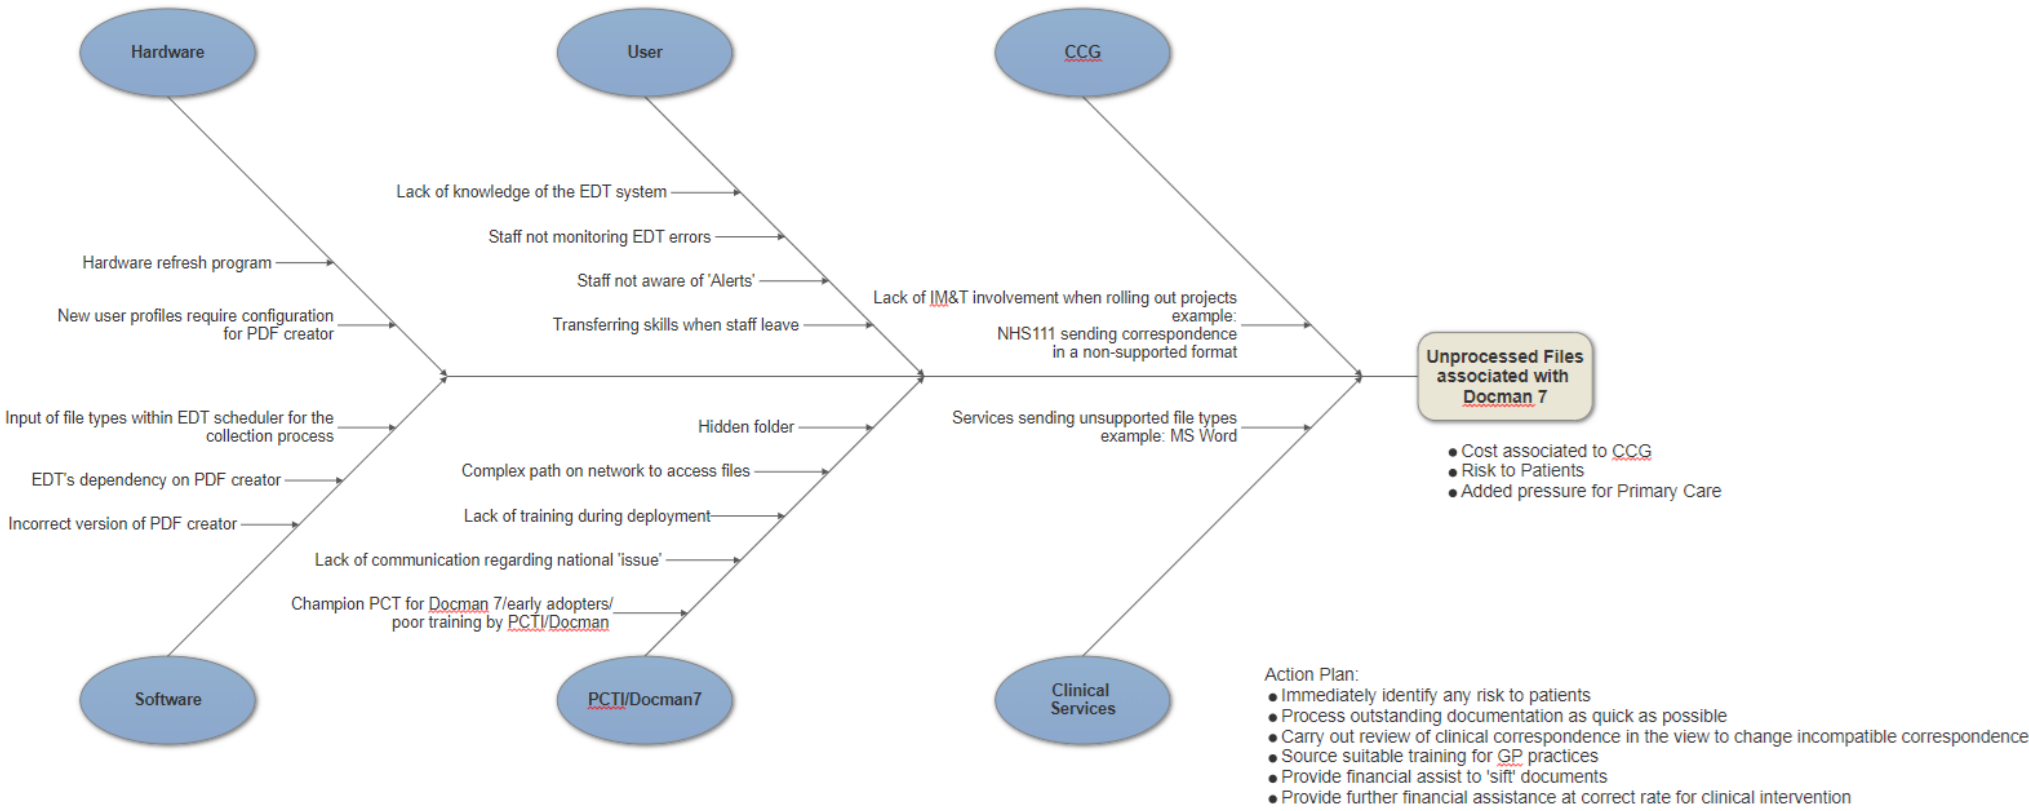 Hardware
User
CCG
Lack of knowledge of the EDT system
Staff not monitoring EDT errors
Hardware refresh program
Staff not aware of 'Alerts'
New user profiles require configuration
for PDF creator
Transferring skills when staff leave
Lack of IM&T involvement when rolling out projects
example:
NHS111 sending correspondence
in a non-supported format
Unprocessed Files
associated with
Docman 7
Input of file types within EDT scheduler for the
collection process
Hidden folder
Services sending unsupported file types
example: MS Word
EDT's dependency on PDF creator
Complex path on network to access files
Incorrect version of PDF creator
Lack of training during deployment
Lack of communication regarding national 'issue'
Champion PCT for Docman 7/early adopters/
poor training by PCTI/Docman
● Cost associated to CCG
● Risk to Patients
● Added pressure for Primary Care
Software
PCTI/Docman7
Clinical
Services
Action Plan:
● Immediately identify any risk to patients
● Process outstanding documentation as quick as possible
● Carry out review of clinical correspondence in the view to change incompatible correspondence
● Source suitable training for GP practices
● Provide financial assist to 'sift' documents
● Provide further financial assistance at correct rate for clinical intervention